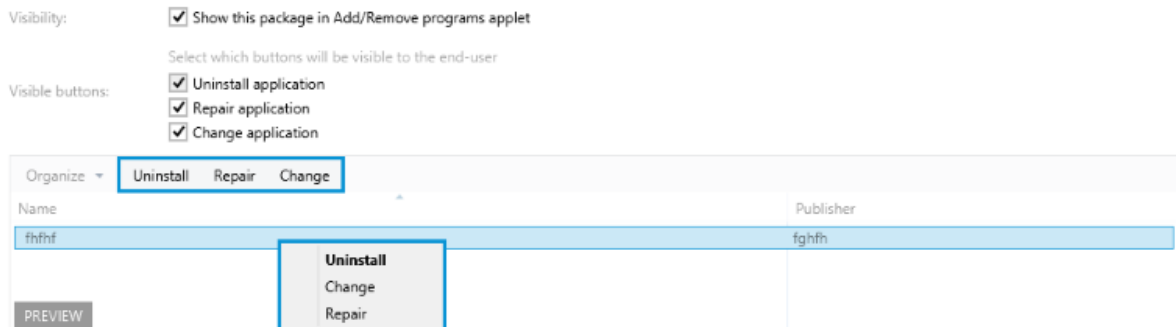 Visibility: Show this package in Add/Remove programs applet
Select which buttons will be visible to the end-user
Visible buttons: Uninstall application
Repair application
Change application
Organize Uninstall Repair Change
Name Publisher
fhfhf fghfh
Uninstall
Change
PREVIEW Repair